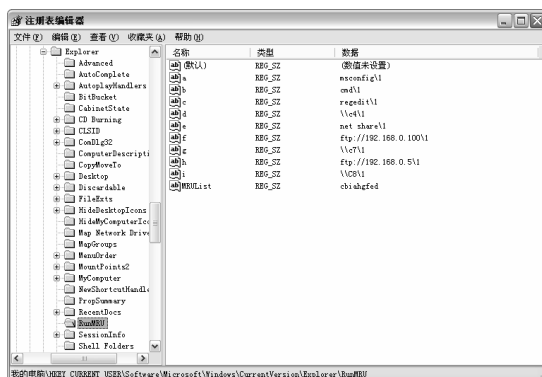 注册表编辑器
文件(F) 编辑(E) 查看(V) 收藏夹(A) 帮助(H)
Explorer
Advanced
AutoComplete
AutoplayHandlers
BitBucket
CabinetState
CD Burning
CLSID
ComDlg32
ComputerDescripti
CopyMoveTo
Desktop
Discardable
FileExts
HideDesktopIcons
HideMyComputerIco
Map Network Drive
MapGroups
MenuOrder
MountPoints2
MyComputer
NewShortcutHandle
PropSummary
RecentDocs
RunMRU
SessionInfo
Shell Folders
名称 类型 数据
(默认) REG_SZ (数值未设置)
a REG_SZ msconfig\1
b REG_SZ cmd\1
c REG_SZ regedit\1
d REG_SZ \\c4\1
e REG_SZ net share\1
f REG_SZ ftp://192.168.0.100\1
g REG_SZ \\c7\1
h REG_SZ ftp://192.168.0.5\1
i REG_SZ \\C8\1
MRUList REG_SZ cbiahgfed
我的电脑\HKEY_CURRENT_USER\Software\Microsoft\Windows\CurrentVersion\Explorer\RunMRU